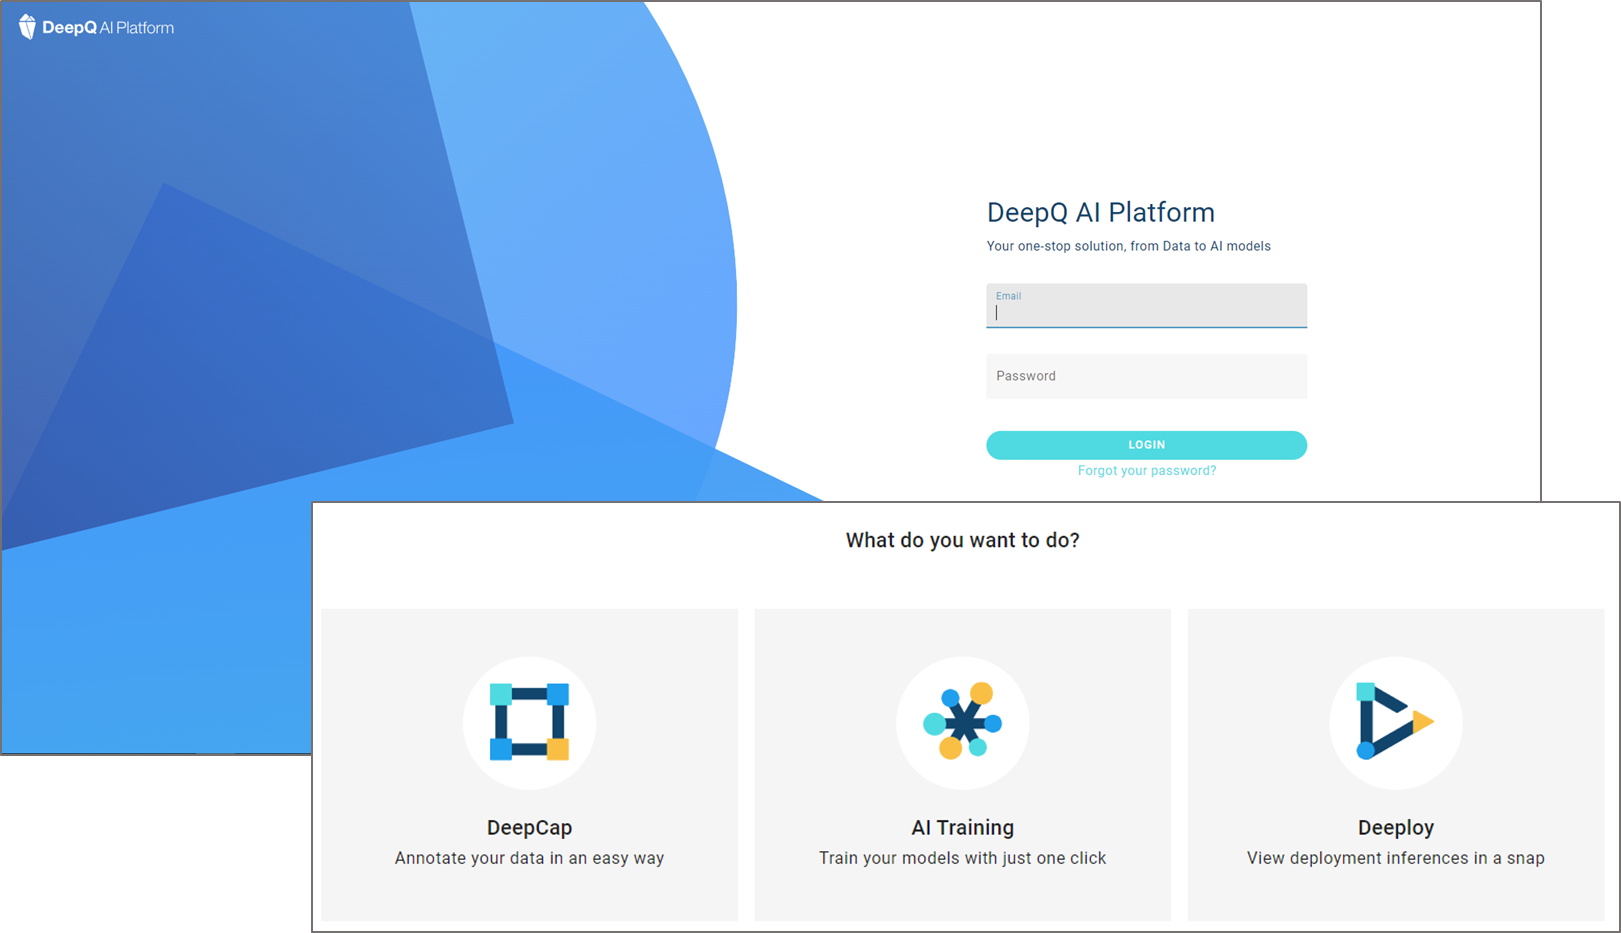 DeepQ AI Platform
DeepQ AI Platform
Your one-stop solution, from Data to AI models
Email
Password
LOGIN
Forgot your password?
What do you want to do?
DeepCap
Annotate your data in an easy way
AI Training
Train your models with just one click
Deeploy
View deployment inferences in a snap